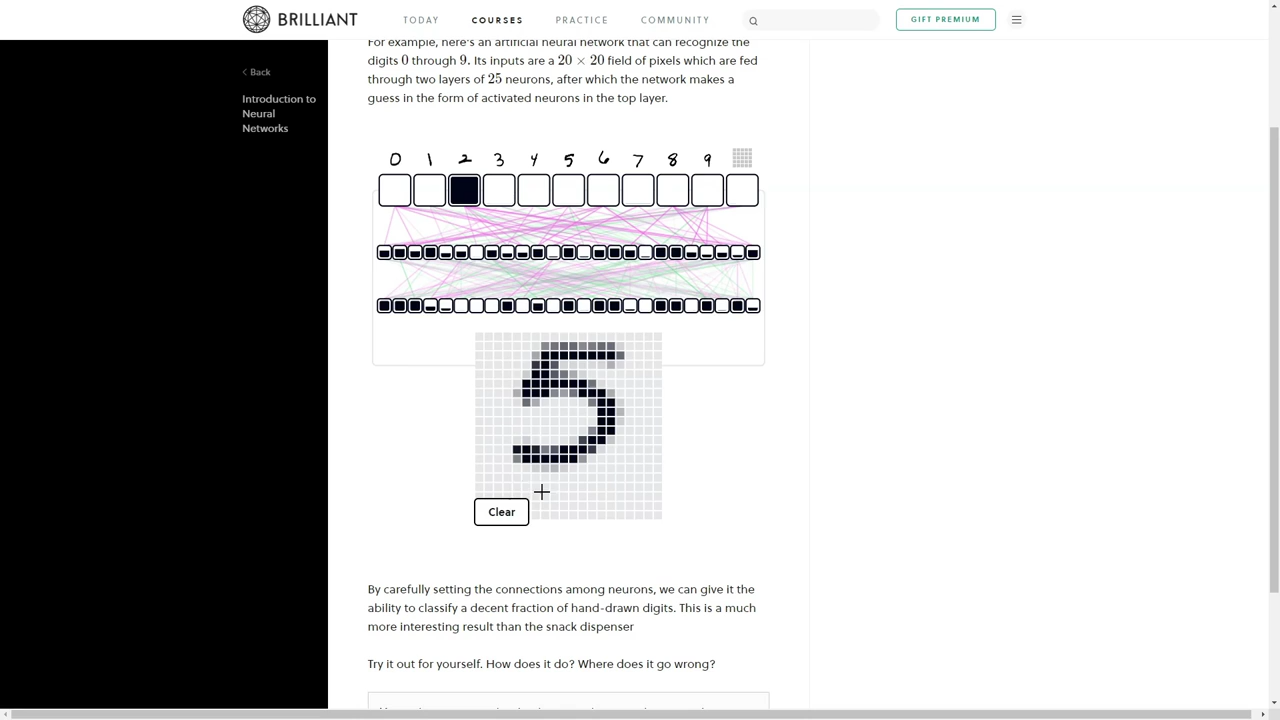 BRILLIANT TODAY COURSES PRACTICE COMMUNITY GIFT PREMIUM
Back
Introduction to
Neural
Networks
For example, here's an artificial neural network that can recognize the
digits 0 through 9. Its inputs are a 20 × 20 field of pixels which are fed
through two layers of 25 neurons, after which the network makes a
guess in the form of activated neurons in the top layer.
0 1 2 3 4 5 6 7 8 9
5
Clear
By carefully setting the connections among neurons, we can give it the
ability to classify a decent fraction of hand-drawn digits. This is a much
more interesting result than the snack dispenser
Try it out for yourself. How does it do? Where does it go wrong?